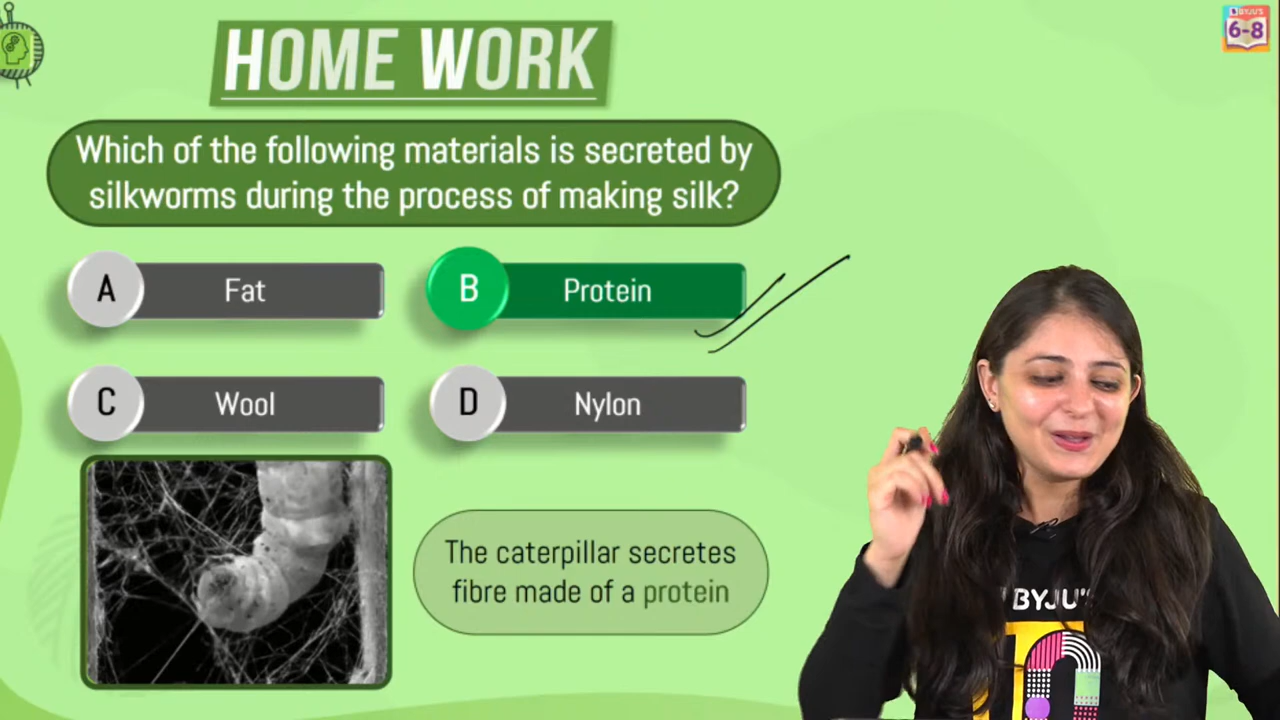 BYJU'S
6-8
HOME WORK
Which of the following materials is secreted by
silkworms during the process of making silk?
A Fat
B Protein
C Wool
D Nylon
The caterpillar secretes
fibre made of a protein
BYJU'S